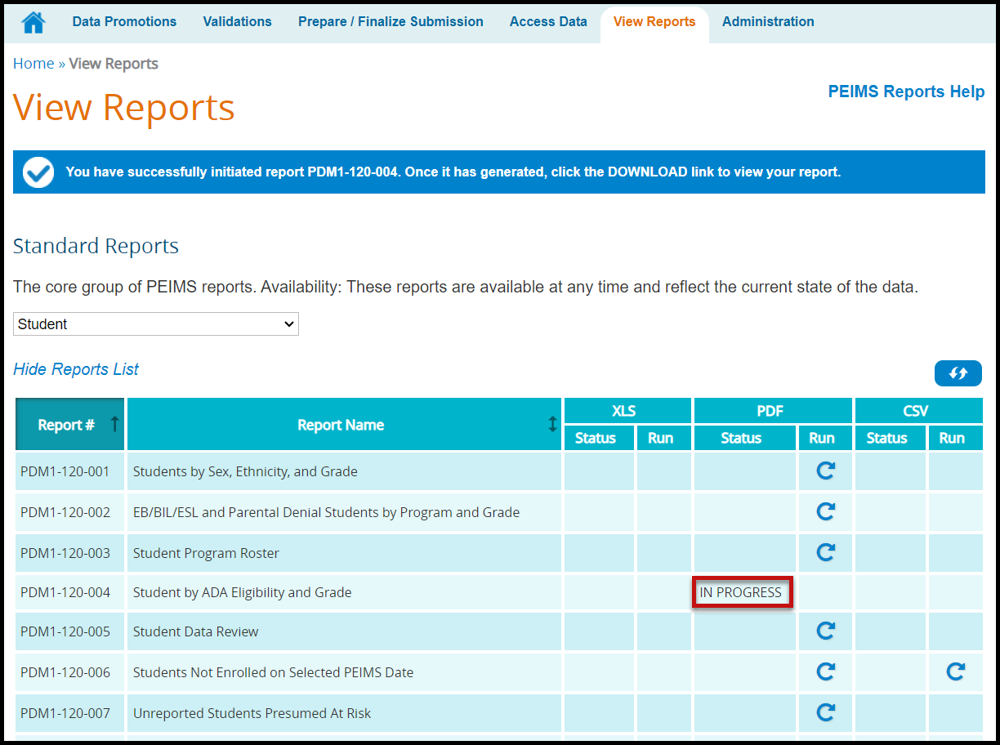 Data Promotions Validations Prepare / Finalize Submission Access Data View Reports Administration
Home » View Reports
View Reports
PEIMS Reports Help
You have successfully initiated report PDM1-120-004. Once it has generated, click the DOWNLOAD link to view your report.
Standard Reports
The core group of PEIMS reports. Availability: These reports are available at any time and reflect the current state of the data.
Student
Hide Reports List
Report # Report Name XLS PDF CSV
Status Run Status Run Status Run
PDM1-120-001 Students by Sex, Ethnicity, and Grade
PDM1-120-002 EB/BIL/ESL and Parental Denial Students by Program and Grade
PDM1-120-003 Student Program Roster
PDM1-120-004 Student by ADA Eligibility and Grade IN PROGRESS
PDM1-120-005 Student Data Review
PDM1-120-006 Students Not Enrolled on Selected PEIMS Date
PDM1-120-007 Unreported Students Presumed At Risk